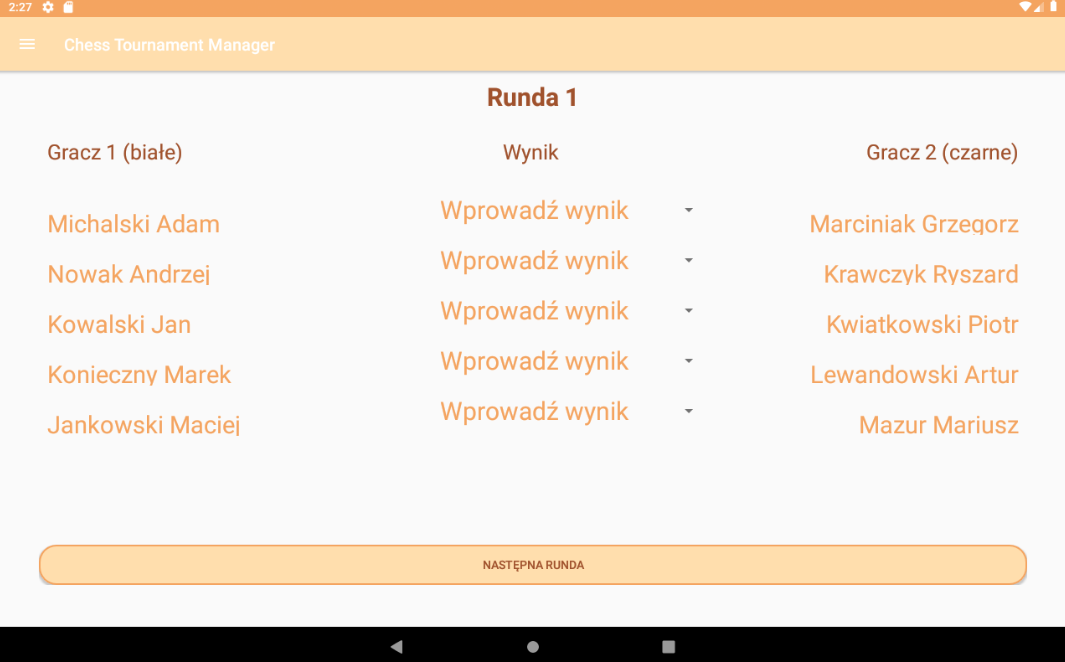 2:27
Chess Tournament Manager
Runda 1
Gracz 1 (białe) Wynik Gracz 2 (czarne)
Michalski Adam Wprowadź wynik Marciniak Grzegorz
Nowak Andrzej Wprowadź wynik Krawczyk Ryszard
Kowalski Jan Wprowadź wynik Kwiatkowski Piotr
Konieczny Marek Wprowadź wynik Lewandowski Artur
Jankowski Maciej Wprowadź wynik Mazur Mariusz
NASTĘPNA RUNDA